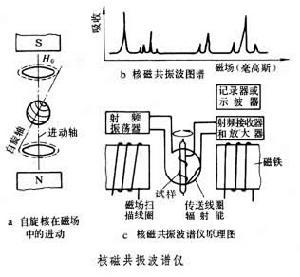 S
H₀
自旋轴
进动轴
N
a 自旋核在磁场
中的进动
吸收
磁场(毫高斯)
b 核磁共振波图谱
射频
振荡器
记录器或
示波器
射频接收器
和放大器
磁铁
试样
磁场扫
描线圈
传送线圈
辐射能
c 核磁共振波谱仪原理图
核磁共振波谱仪